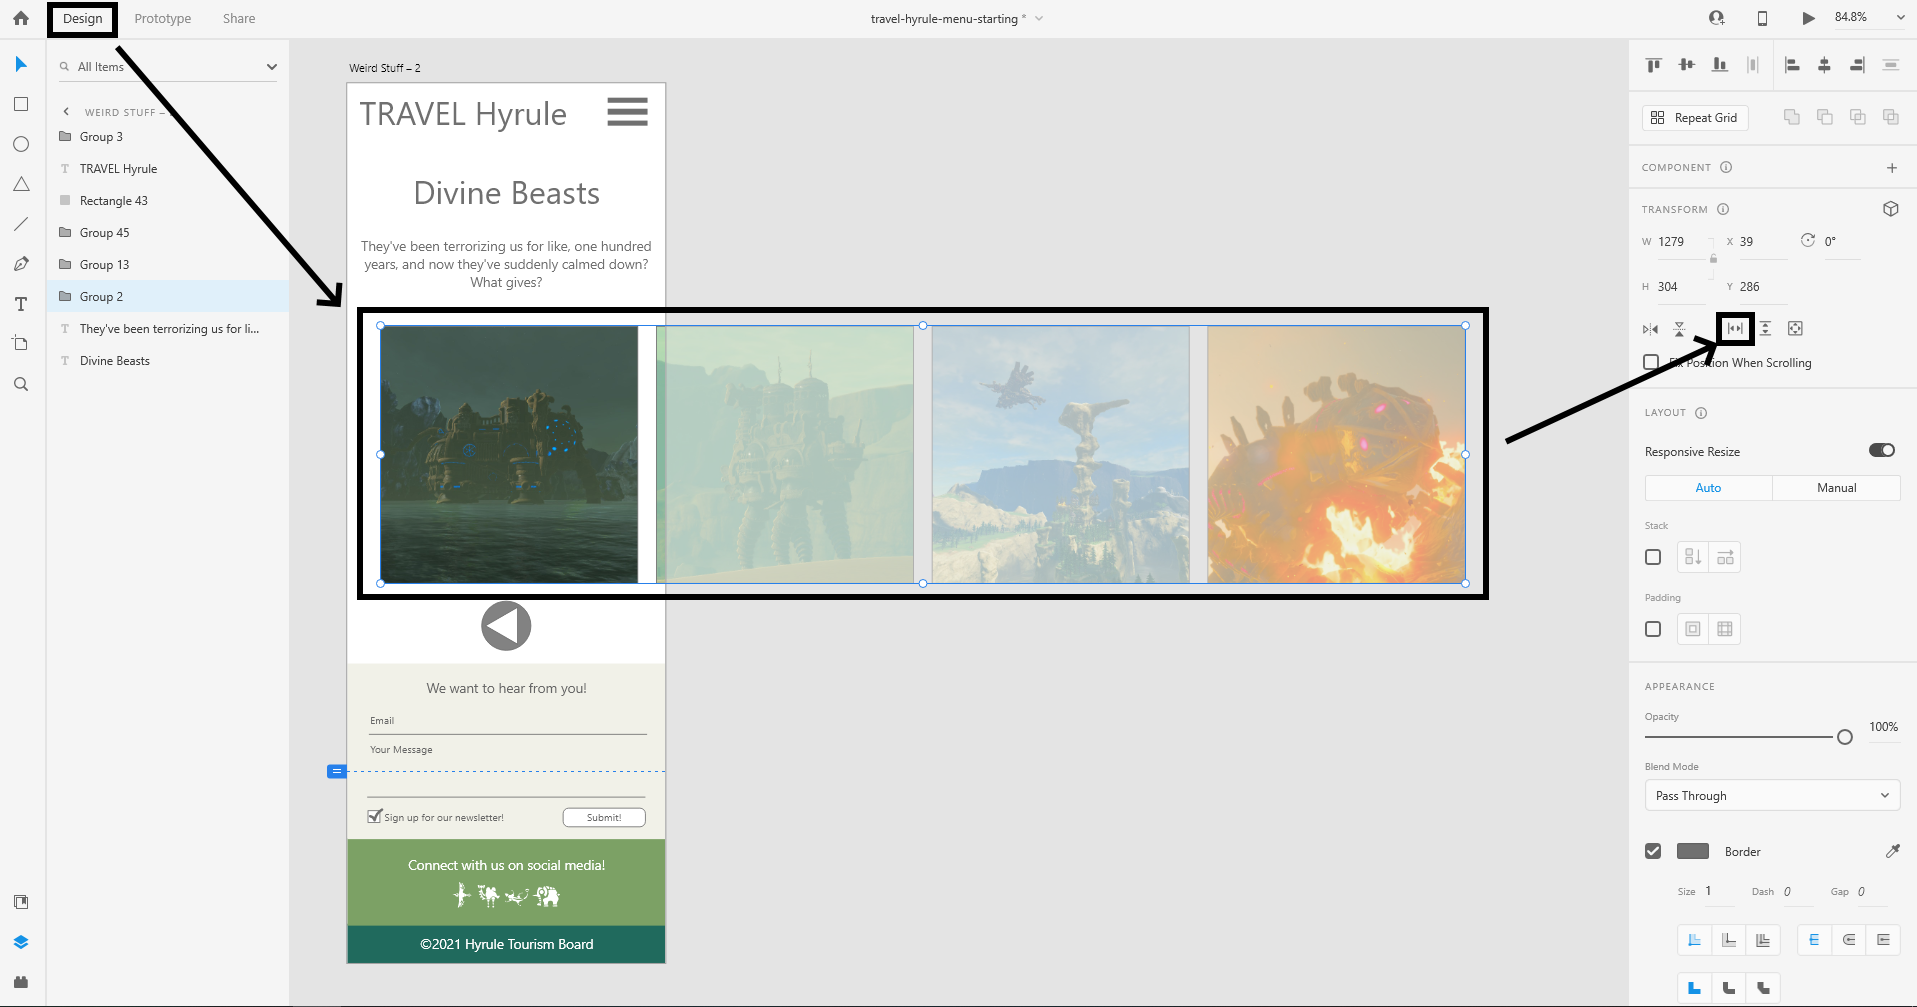 Design
Prototype
Share
travel-hyrule-menu-starting *
84.8%
All Items
WEIRD STUFF –
Group 3
TRAVEL Hyrule
Rectangle 43
Group 45
Group 13
Group 2
They've been terrorizing us for li...
Divine Beasts
Weird Stuff – 2
TRAVEL Hyrule
Divine Beasts
They've been terrorizing us for like, one hundred
years, and now they've suddenly calmed down?
What gives?
We want to hear from you!
Email
Your Message
Sign up for our newsletter!
Submit!
Connect with us on social media!
©2021 Hyrule Tourism Board
Repeat Grid
COMPONENT
TRANSFORM
W 1279
X 39
0°
H 304
Y 286
Fix Position When Scrolling
LAYOUT
Responsive Resize
Auto
Manual
Stack
Padding
APPEARANCE
Opacity
100%
Blend Mode
Pass Through
Border
Size 1
Dash 0
Gap 0